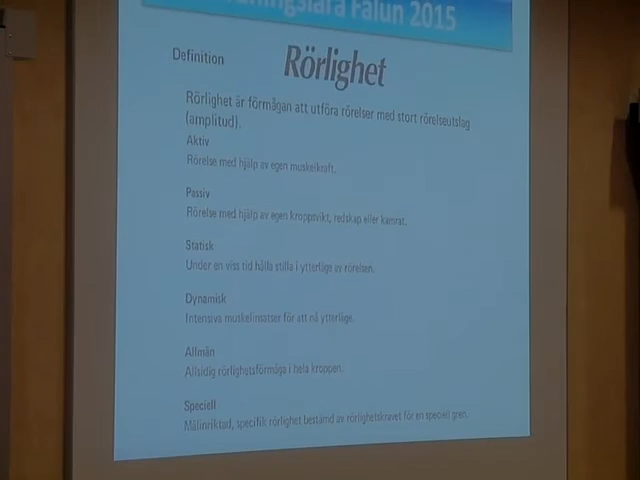 Falun 2015
Definition
Rörlighet
Rörlighet är förmågan att utföra rörelser med stort rörelseutslag
(amplitud).
Aktiv
Rörelse med hjälp av egen muskelkraft.
Passiv
Rörelse med hjälp av egen kroppsvikt, redskap eller kamrat.
Statisk
Under en viss tid hålla stilla i ytterläge av rörelsen.
Dynamisk
Intensiva muskelinsatser för att nå ytterläge.
Allmän
Allsidig rörlighetsförmåga i hela kroppen.
Speciell
Målinriktad, specifik rörlighet bestämd av rörlighetskravet för en speciell gren.